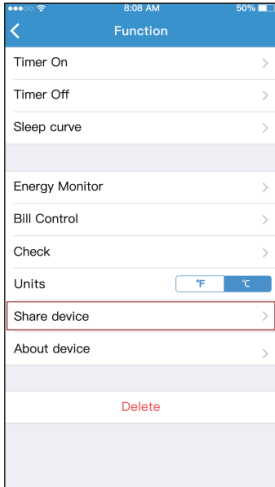 8:08 AM
50%
Function
Timer On
Timer Off
Sleep curve
Energy Monitor
Bill Control
Check
Units
°F
°C
Share device
About device
Delete